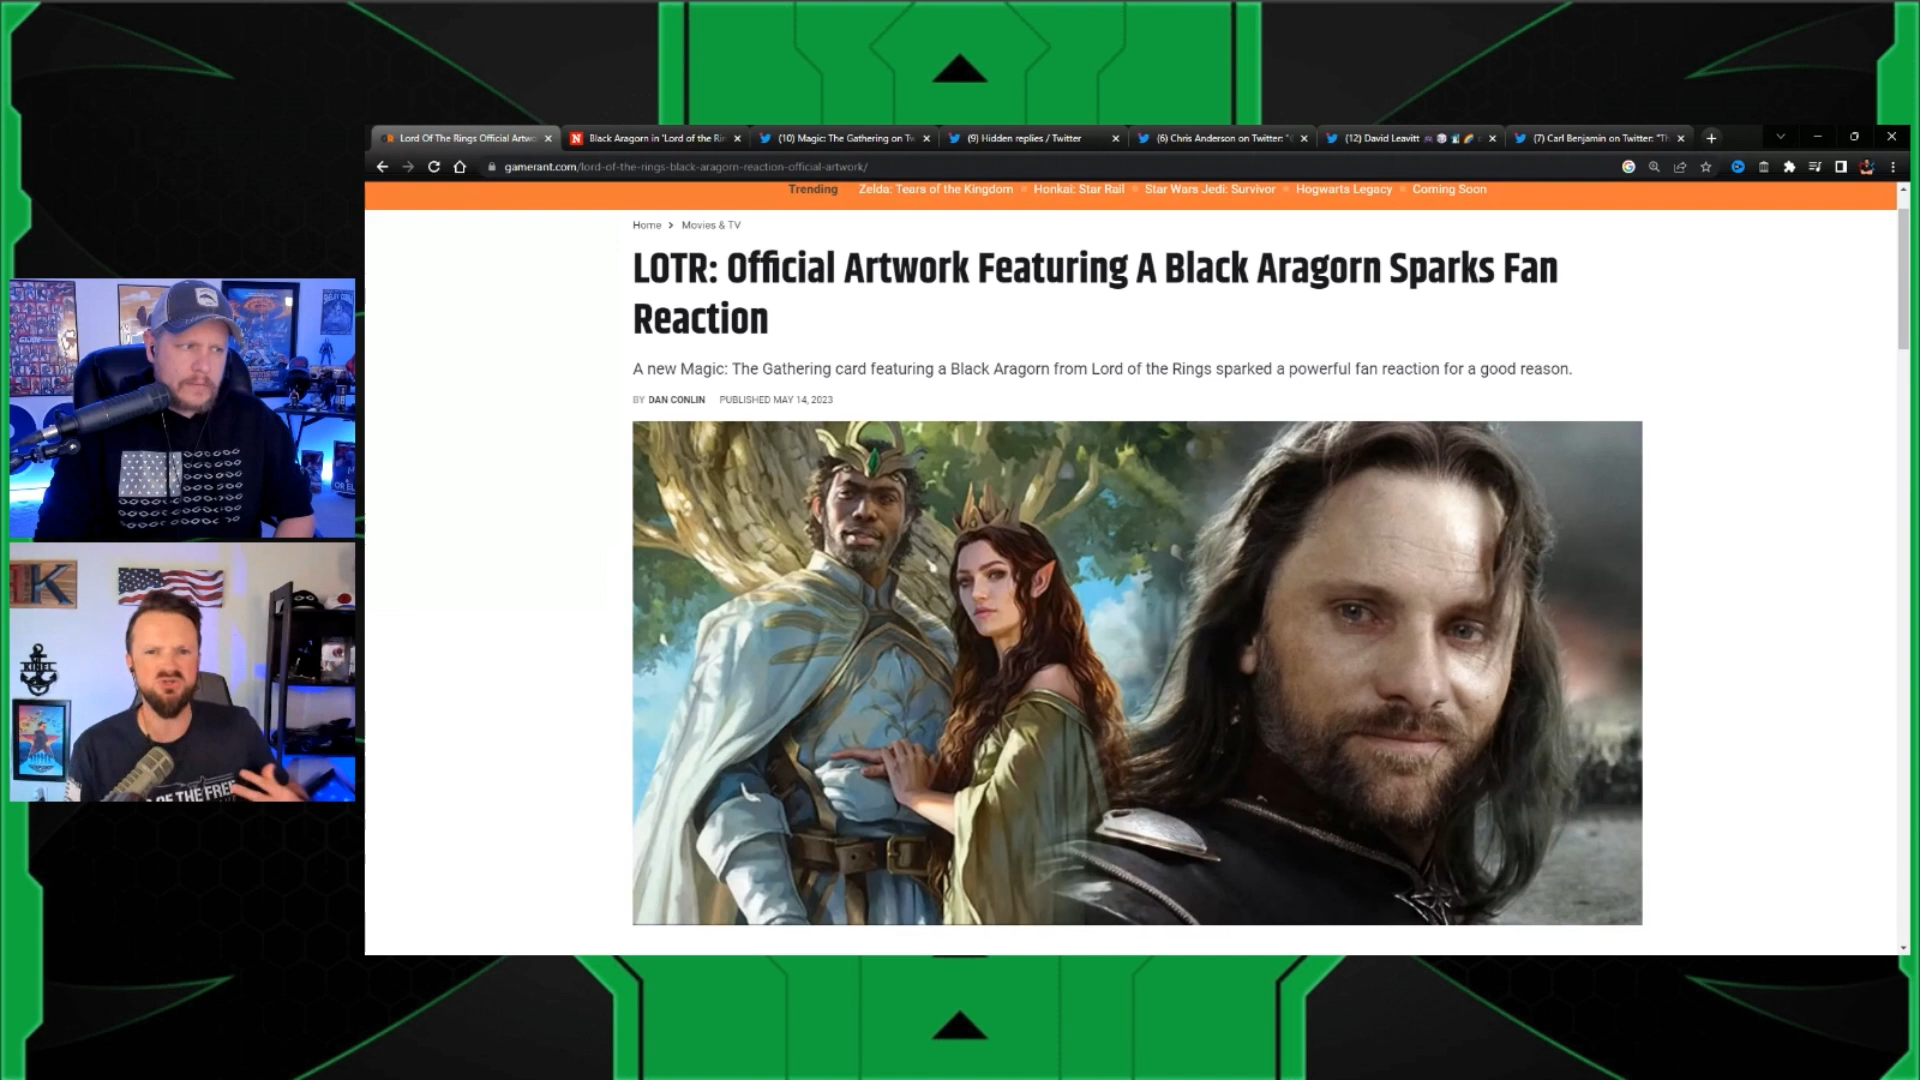 Lord Of The Rings Official Artwo
Black Aragorn in 'Lord of the Rin
(10) Magic: The Gathering on Tw
(9) Hidden replies / Twitter
(6) Chris Anderson on Twitter: "
(12) David Leavitt
(7) Carl Benjamin on Twitter: "Th
gamerant.com/lord-of-the-rings-black-aragorn-reaction-official-artwork/
Trending Zelda: Tears of the Kingdom Honkai: Star Rail Star Wars Jedi: Survivor Hogwarts Legacy Coming Soon
Home > Movies & TV
LOTR: Official Artwork Featuring A Black Aragorn Sparks Fan
Reaction
A new Magic: The Gathering card featuring a Black Aragorn from Lord of the Rings sparked a powerful fan reaction for a good reason.
BY DAN CONLIN PUBLISHED MAY 14, 2023
K
OF THE FREE